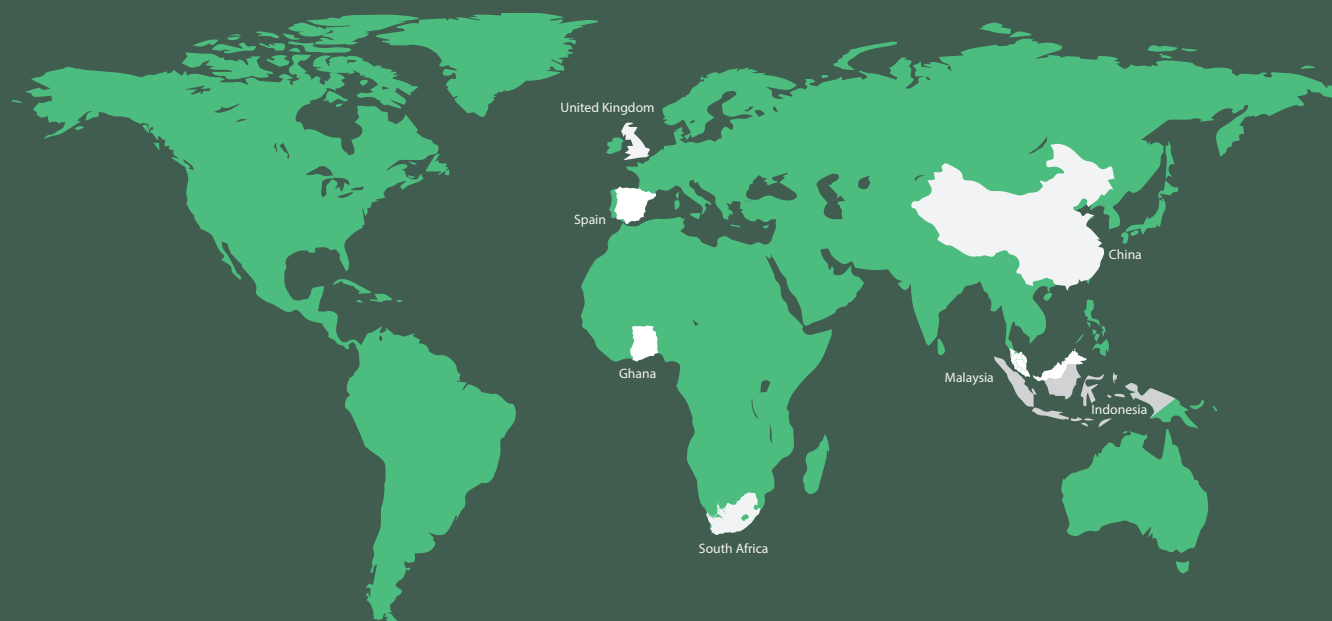 United Kingdom
Spain
China
Ghana
Malaysia
Indonesia
South Africa